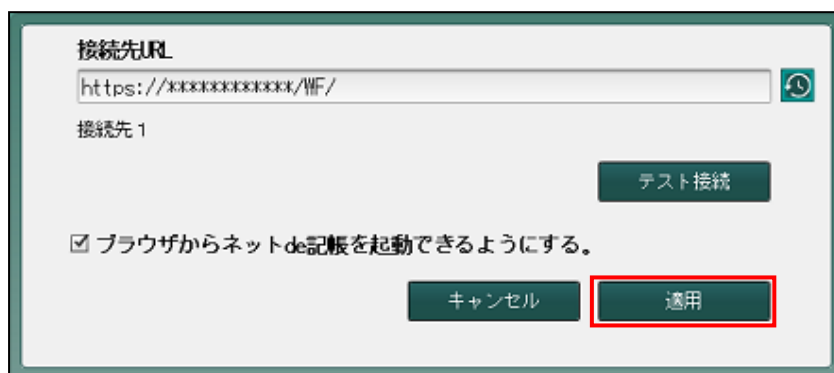 接続先URL
https://************/WF/
接続先 1
テスト接続
ブラウザからネットde記帳を起動できるようにする。
キャンセル
適用